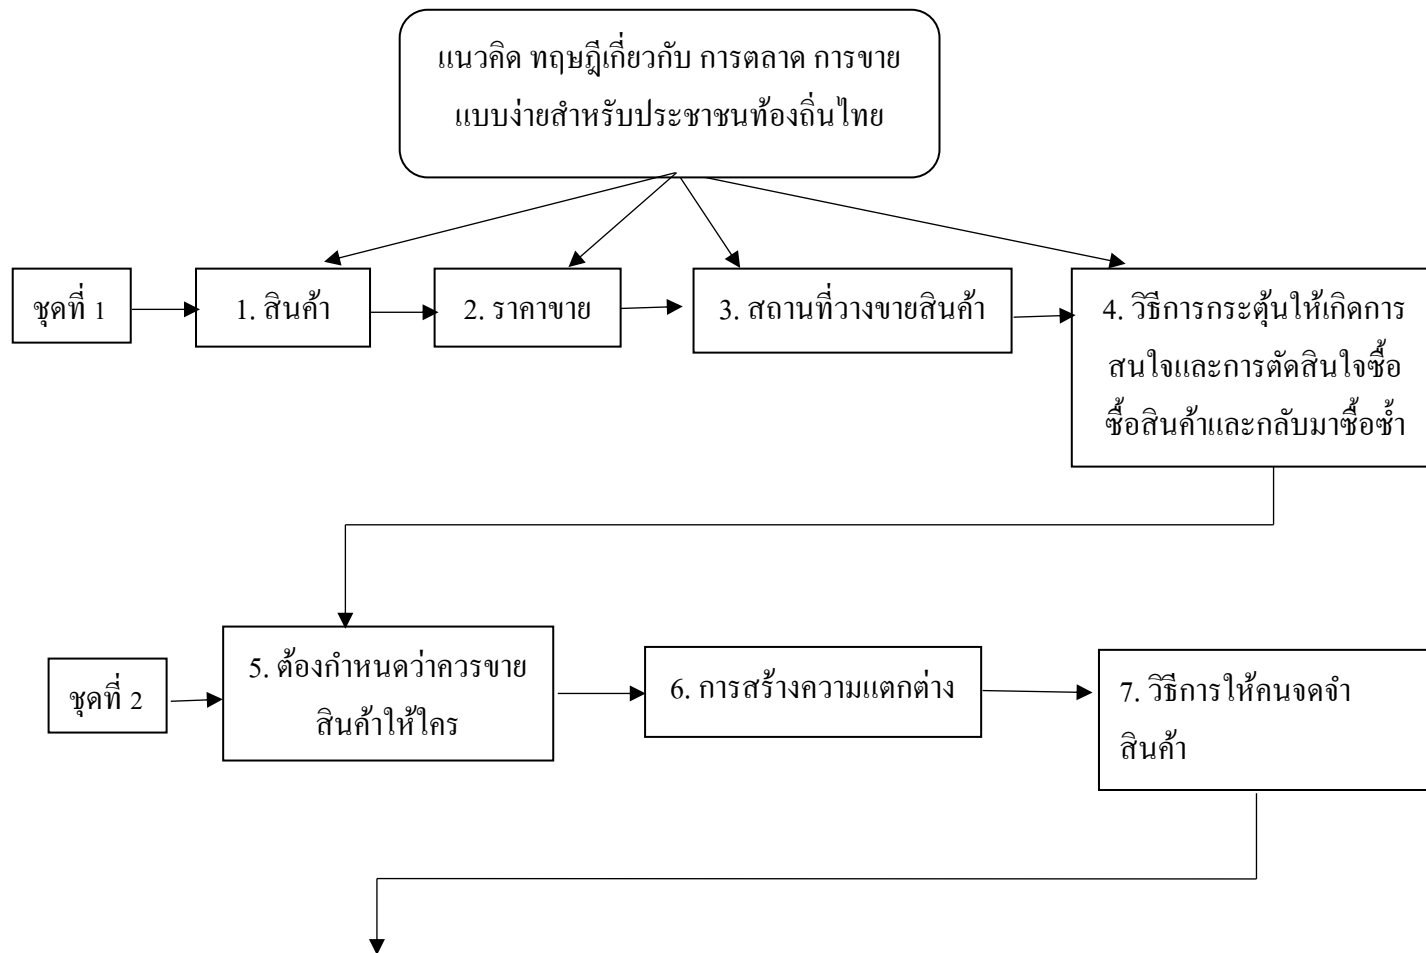 แนวคิด ทฤษฎีเกี่ยวกับ การตลาด การขาย
แบบง่ายสำหรับประชาชนท้องถิ่นไทย
ชุดที่ 1
1. สินค้า
2. ราคาขาย
3. สถานที่วางขายสินค้า
4. วิธีการกระตุ้นให้เกิดการ
สนใจและการตัดสินใจซื้อ
ซื้อสินค้าและกลับมาซื้อซ้ำ
ชุดที่ 2
5. ต้องกำหนดว่าควรขาย
สินค้าให้ใคร
6. การสร้างความแตกต่าง
7. วิธีการให้คนจดจำ
สินค้า